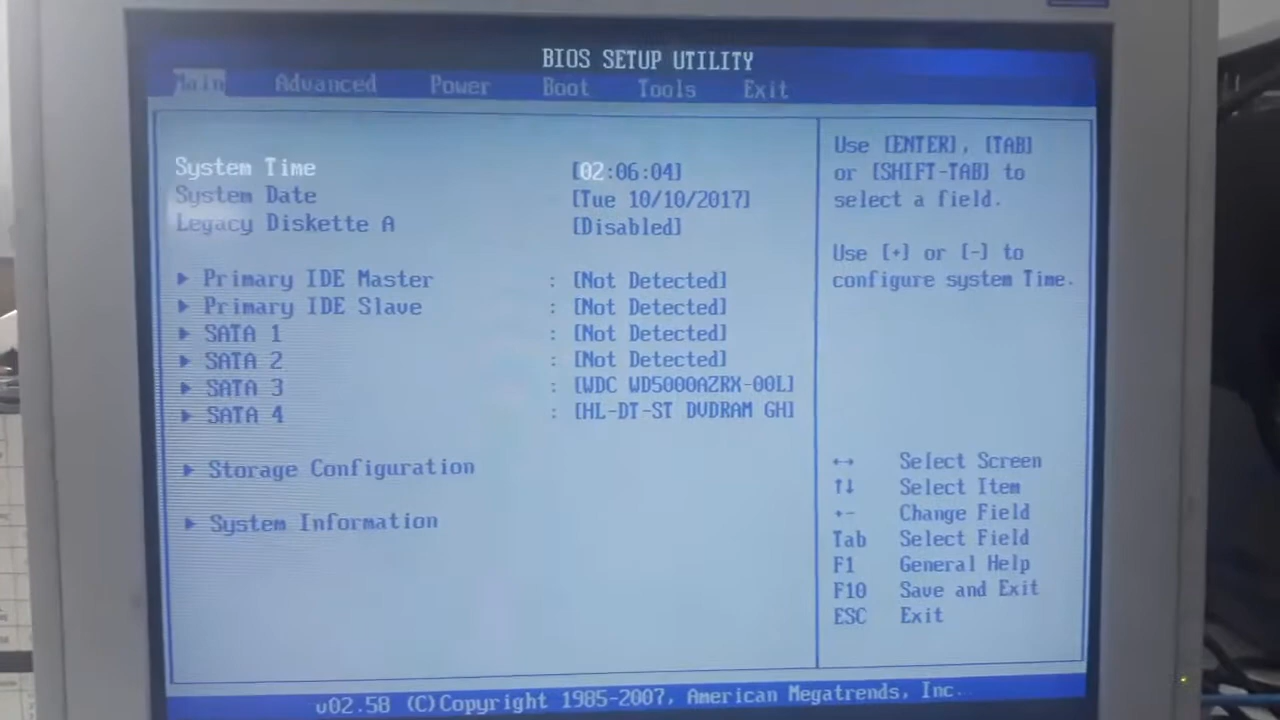 BIOS SETUP UTILITY
Main Advanced Power Boot Tools Exit
System Time [02:06:04]
System Date [Tue 10/10/2017]
Legacy Diskette A [Disabled]
Primary IDE Master : [Not Detected]
Primary IDE Slave : [Not Detected]
SATA 1 : [Not Detected]
SATA 2 : [Not Detected]
SATA 3 : [WDC WD5000AZRX-00L]
SATA 4 : [HL-DT-ST DVDRAM GH]
Storage Configuration
System Information
Use [ENTER], [TAB]
or [SHIFT-TAB] to
select a field.
Use [+] or [-] to
configure system Time.
↔ Select Screen
↑↓ Select Item
+- Change Field
Tab Select Field
F1 General Help
F10 Save and Exit
ESC Exit
v02.58 (C)Copyright 1985-2007, American Megatrends, Inc.